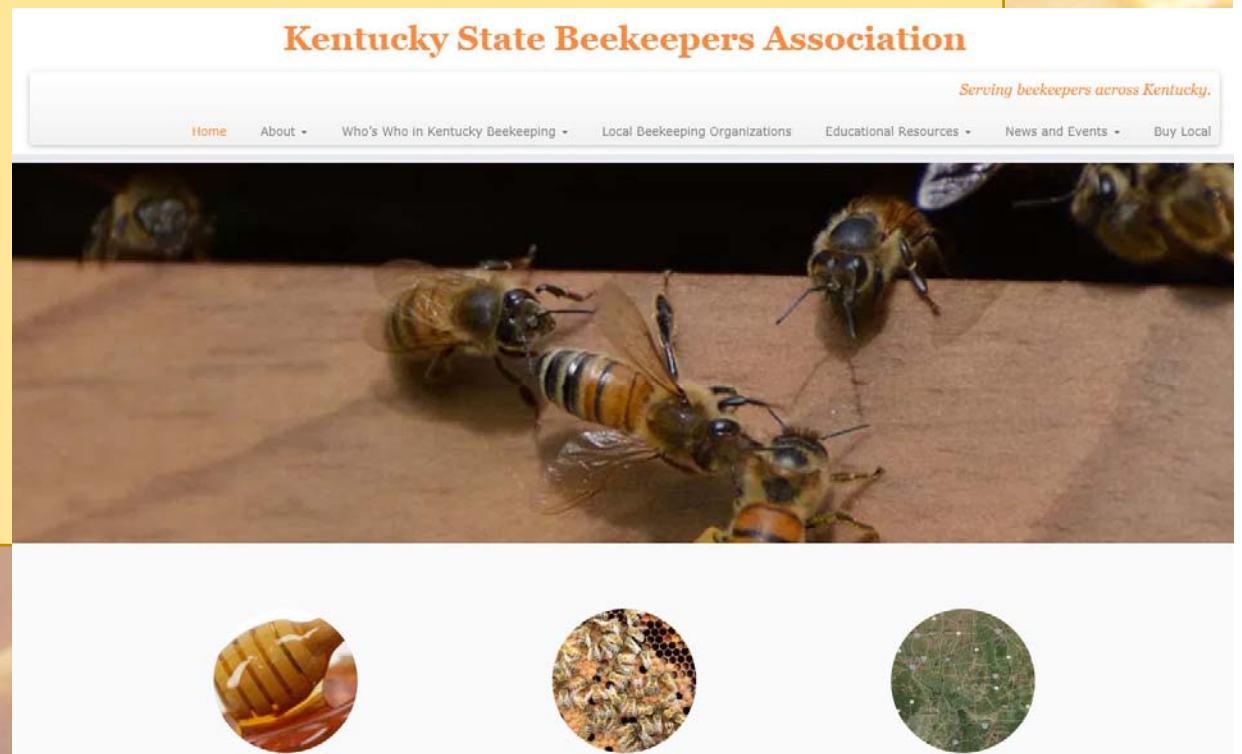 Kentucky State Beekeepers Association
Serving beekeepers across Kentucky.
Home About Who's Who in Kentucky Beekeeping Local Beekeeping Organizations Educational Resources News and Events Buy Local